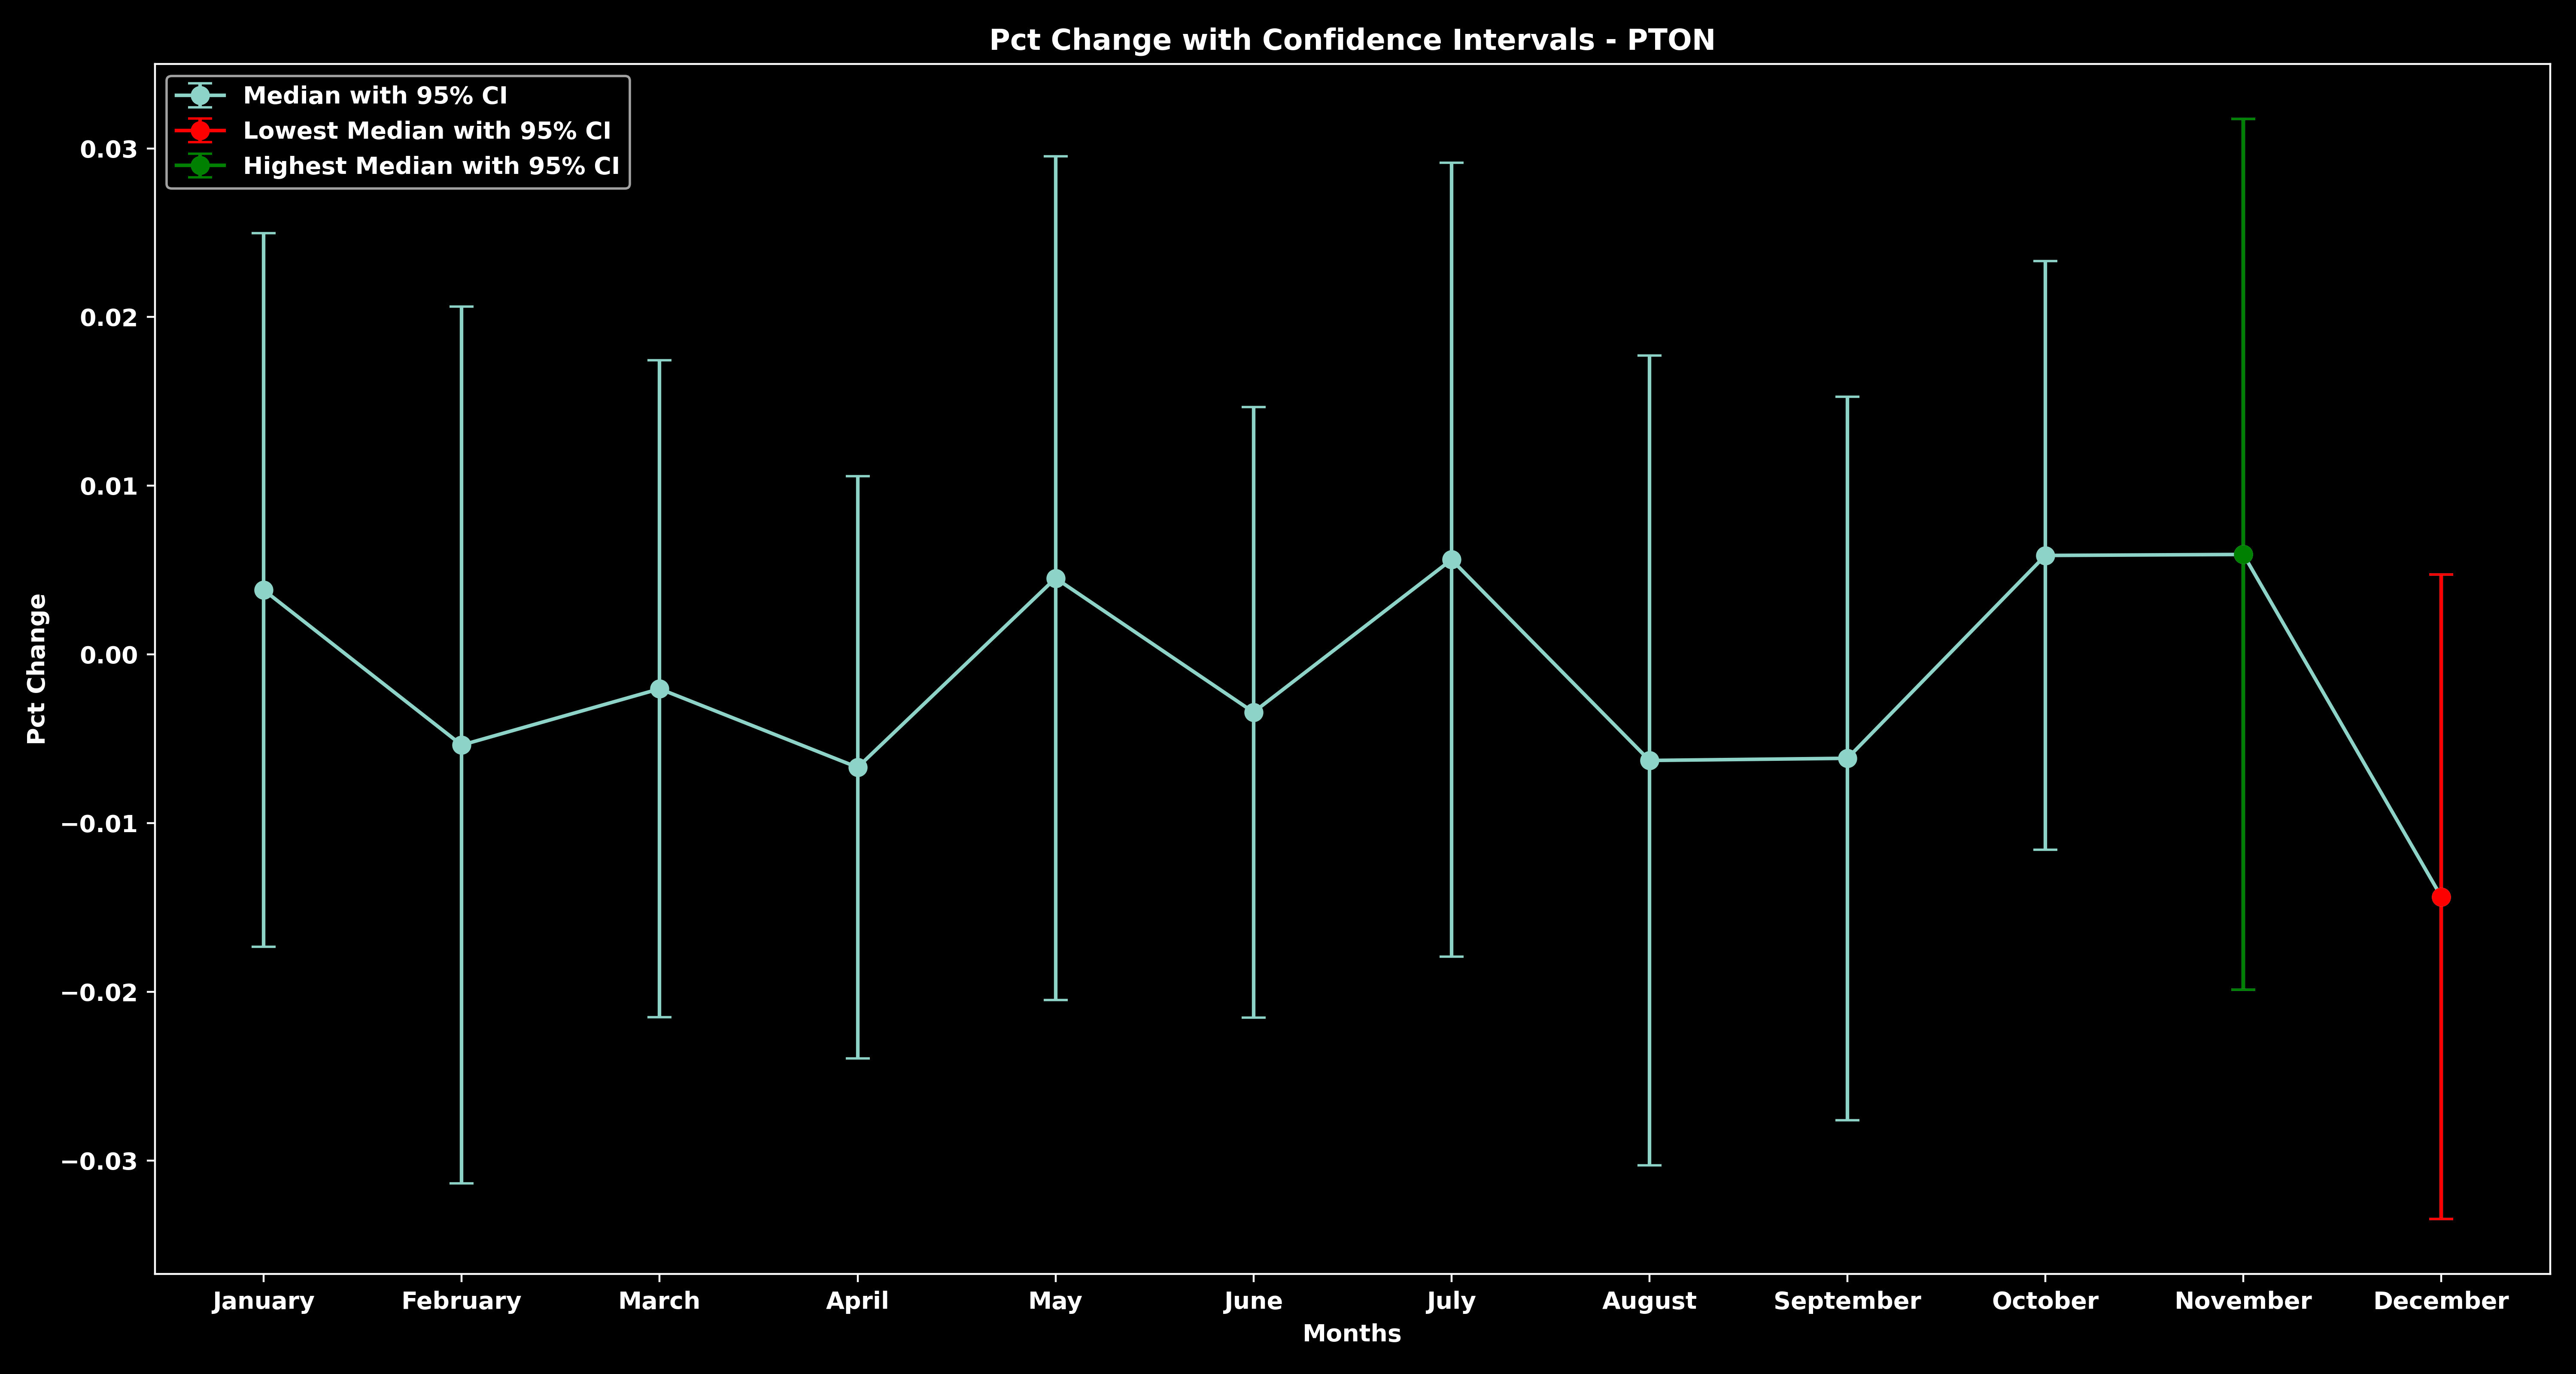 Pct Change with Confidence Intervals - PTON
Median with 95% CI
Lowest Median with 95% CI
Highest Median with 95% CI
0.03
0.02
0.01
0.00
−0.01
−0.02
−0.03
Pct Change
January February March April May June July August September October November December
Months